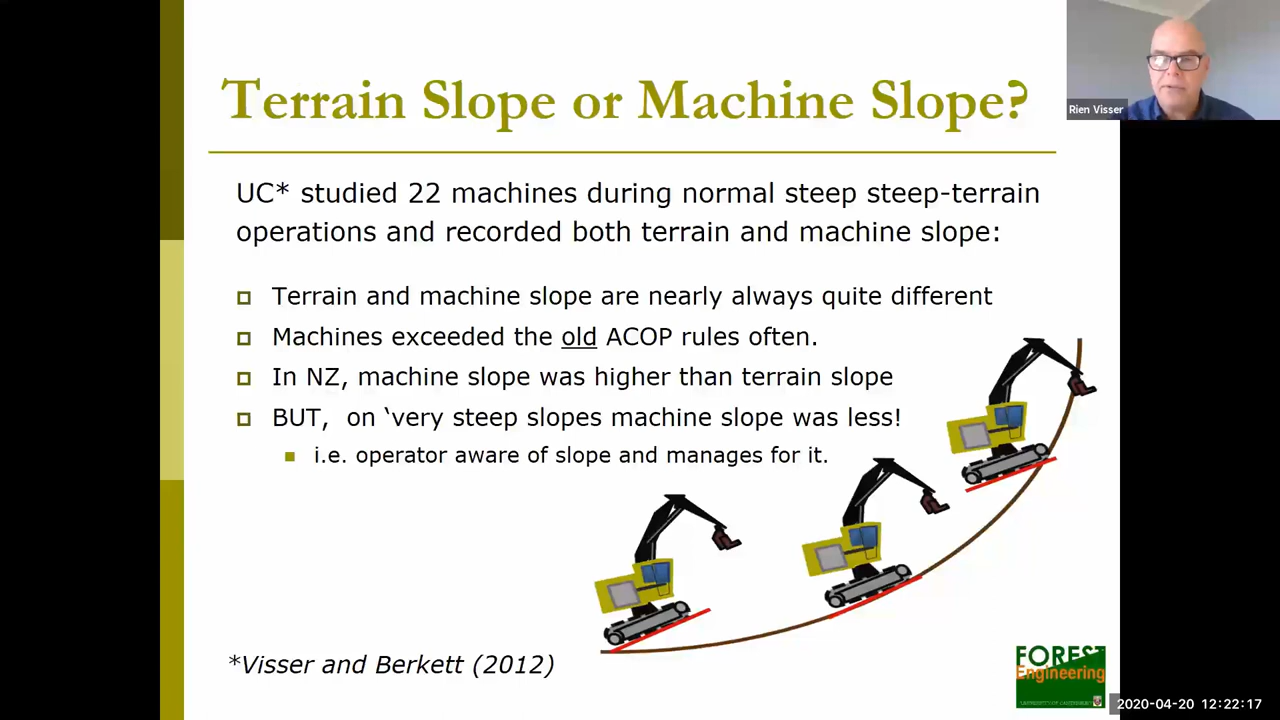 Terrain Slope or Machine Slope?
Rien Visser
UC* studied 22 machines during normal steep steep-terrain
operations and recorded both terrain and machine slope:
Terrain and machine slope are nearly always quite different
Machines exceeded the old ACOP rules often.
In NZ, machine slope was higher than terrain slope
BUT, on ‘very steep slopes machine slope was less!
i.e. operator aware of slope and manages for it.
*Visser and Berkett (2012)
FOREST
Engineering
UNIVERSITY OF CANTERBURY
2020-04-20 12:22:17